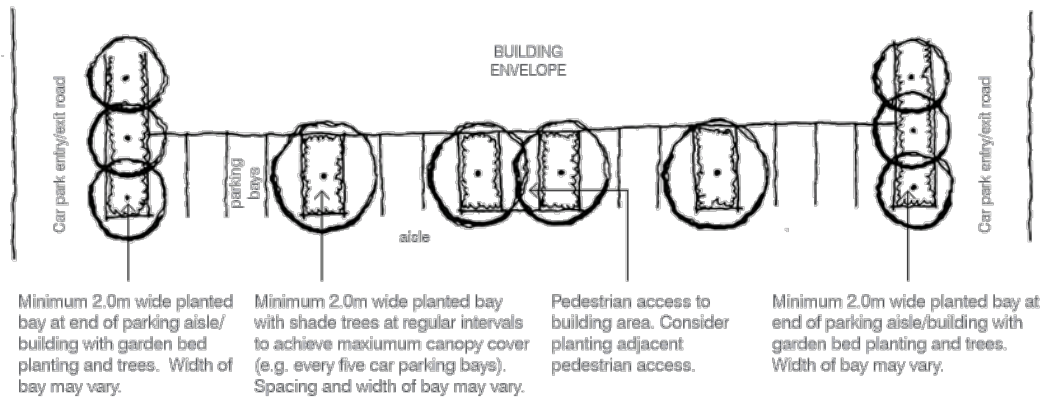 BUILDING
ENVELOPE
Car park entry/exit road
parking
bays
aisle
Car park entry/exit road
Minimum 2.0m wide planted
bay at end of parking aisle/
building with garden bed
planting and trees. Width of
bay may vary.
Minimum 2.0m wide planted bay
with shade trees at regular intervals
to achieve maxiumum canopy cover
(e.g. every five car parking bays).
Spacing and width of bay may vary.
Pedestrian access to
building area. Consider
planting adjacent
pedestrian access.
Minimum 2.0m wide planted bay at
end of parking aisle/building with
garden bed planting and trees.
Width of bay may vary.